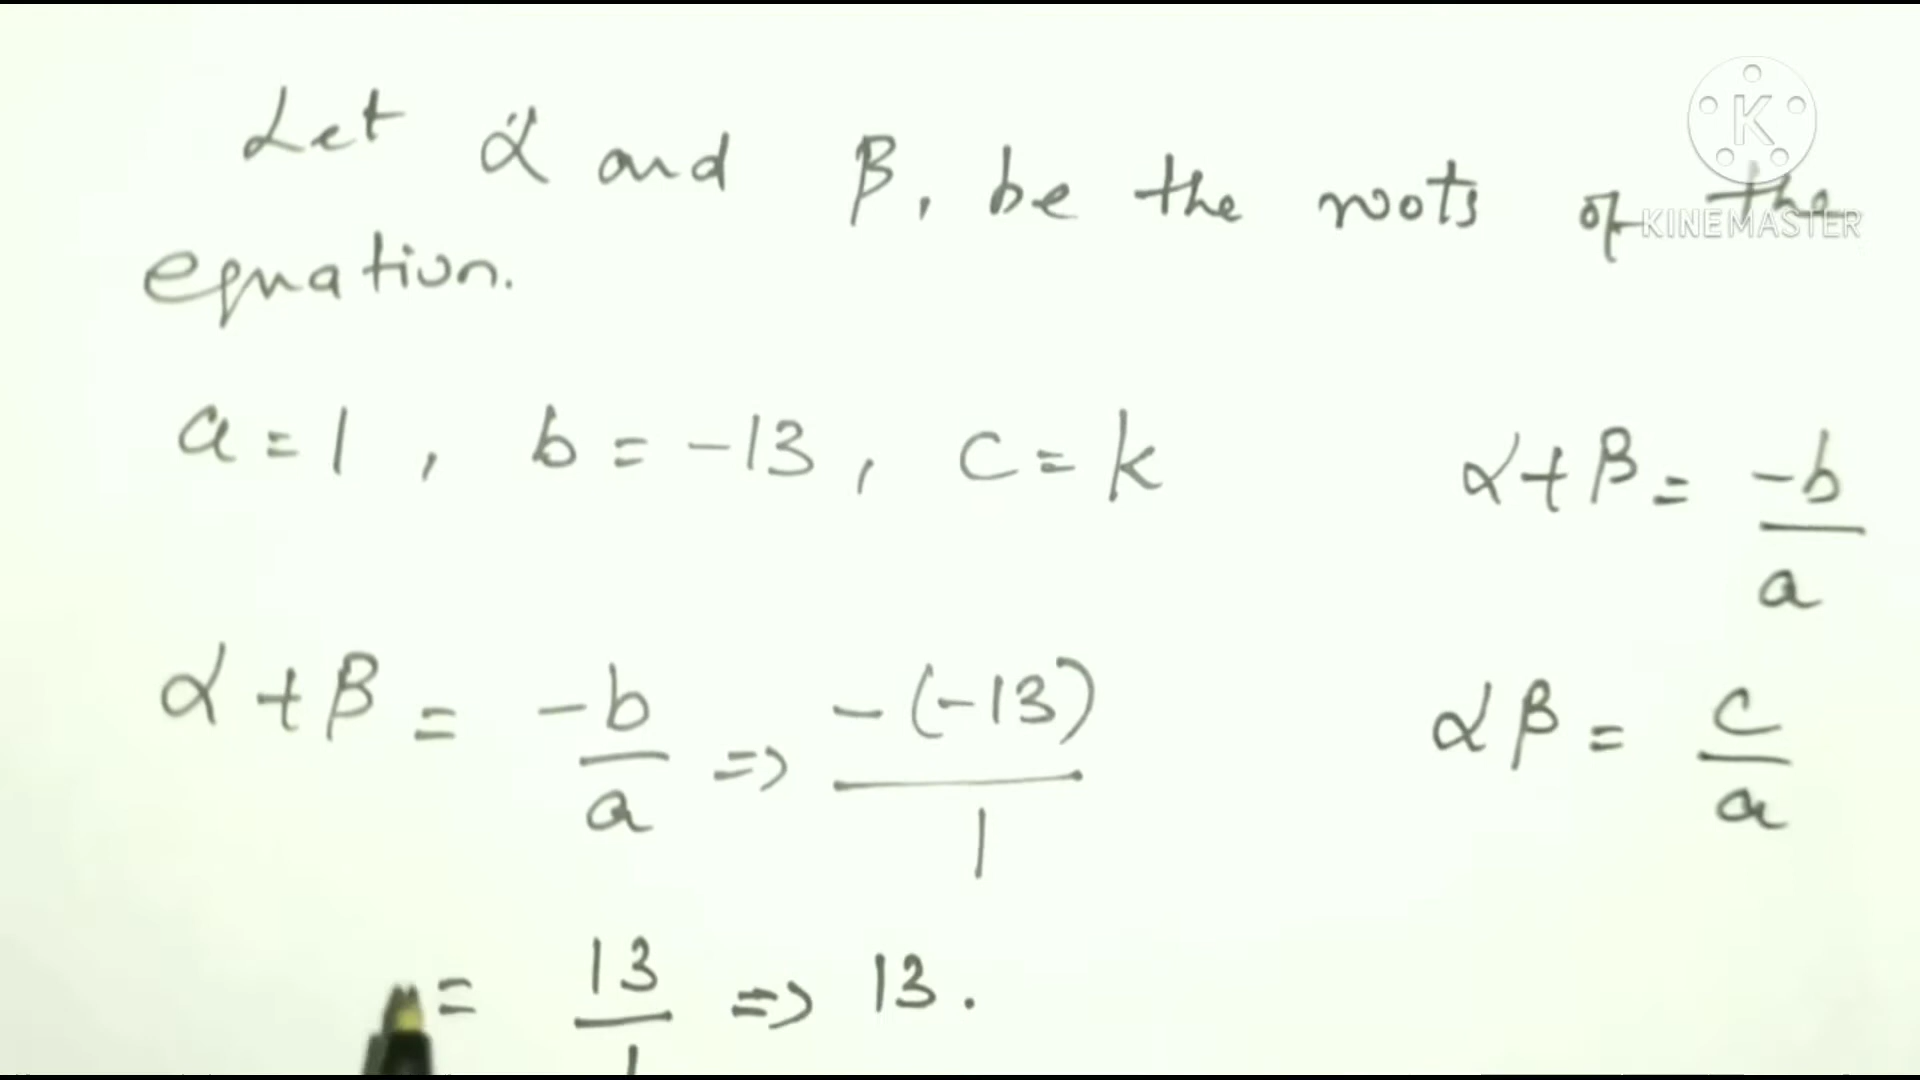 Let α and β, be the roots of the
equation.
a = 1, b = -13, c = k
α + β = -b/a
α + β = -b/a => -(-13)/1
αβ = c/a
= 13/1 => 13.
K
KINEMASTER